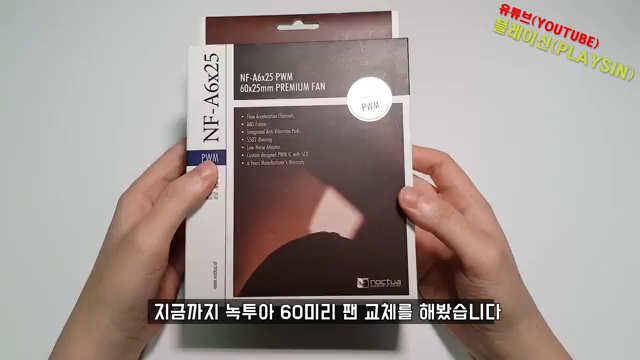 유튜브(YOUTUBE)
플레이신(PLAYSIN)
NF-A6x25
PWM
www.noctua.at
NF-A6x25 PWM
60x25mm PREMIUM FAN
PWM
• Flow Acceleration Channels
• AAO Frame
• Integrated Anti-Vibration Pads
• SSO2-Bearing
• Low-Noise Adaptor
• Custom designed PWM IC with SCD
• 6 Years Manufacturer's Warranty
noctua
지금까지 녹투아 60미리 팬 교체를 해봤습니다